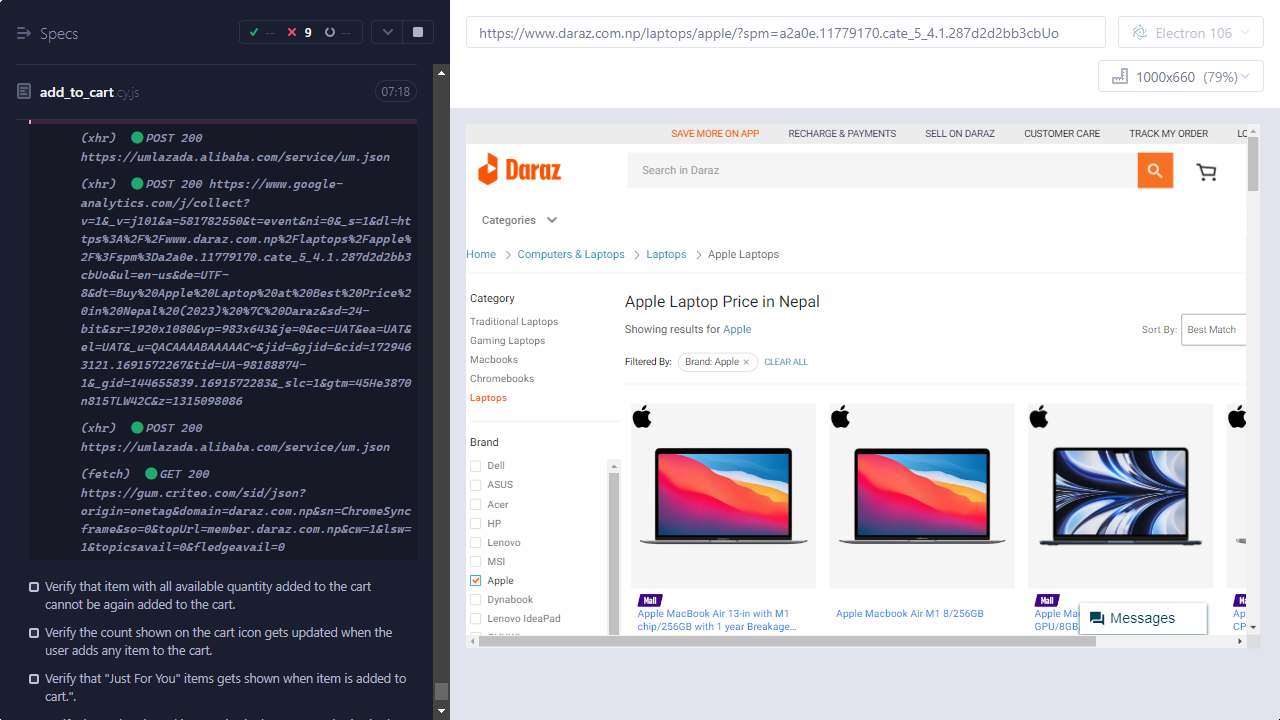 Specs
--
9
--
add_to_cart.cy.js
07:18
(xhr) POST 200
https://umlazada.alibaba.com/service/um.json
(xhr) POST 200 https://www.google-
analytics.com/j/collect?
v=1&_v=j101&a=581782550&t=event&ni=0&_s=1&dl=ht
tps%3A%2F%2Fwww.daraz.com.np%2Flaptops%2Fapple%
2F%3Fspm%3Da2a0e.11779170.cate_5_4.1.287d2d2bb3
cbUo&ul=en-us&de=UTF-
8&dt=Buy%20Apple%20Laptop%20at%20Best%20Price%2
0in%20Nepal%20(2023)%20%7C%20Daraz&sd=24-
bit&sr=1920x1080&vp=983x643&je=0&ec=UAT&ea=UAT&
el=UAT&_u=QACAAAABAAAAAC~&jid=&gjid=&cid=172946
3121.1691572267&tid=UA-98188874-
1&_gid=144655839.1691572283&_slc=1&gtm=45He3870
n815TLW42C&z=1315098086
(xhr) POST 200
https://umlazada.alibaba.com/service/um.json
(fetch) GET 200
https://gum.criteo.com/sid/json?
origin=onetag&domain=daraz.com.np&sn=ChromeSync
frame&so=0&topUrl=member.daraz.com.np&cw=1&lsw=
1&topicsavail=0&fledgeavail=0
Verify that item with all available quantity added to the cart
cannot be again added to the cart.
Verify the count shown on the cart icon gets updated when the
user adds any item to the cart.
Verify that "Just For You" items gets shown when item is added to
cart.".
https://www.daraz.com.np/laptops/apple/?spm=a2a0e.11779170.cate_5_4.1.287d2d2bb3cbUo
Electron 106
1000x660 (79%)
SAVE MORE ON APP
RECHARGE & PAYMENTS
SELL ON DARAZ
CUSTOMER CARE
TRACK MY ORDER
LO
Daraz
Search in Daraz
Categories
Home
Computers & Laptops
Laptops
Apple Laptops
Category
Traditional Laptops
Gaming Laptops
Macbooks
Chromebooks
Laptops
Brand
Dell
ASUS
Acer
HP
Lenovo
MSI
Apple
Dynabook
Lenovo IdeaPad
Apple Laptop Price in Nepal
Showing results for Apple
Sort By:
Best Match
Filtered By:
Brand: Apple
CLEAR ALL
Mall
Apple MacBook Air 13-in with M1
chip/256GB with 1 year Breakage...
Apple Macbook Air M1 8/256GB
Mall
Apple Ma
GPU/8GB
Ap
CP
Messages